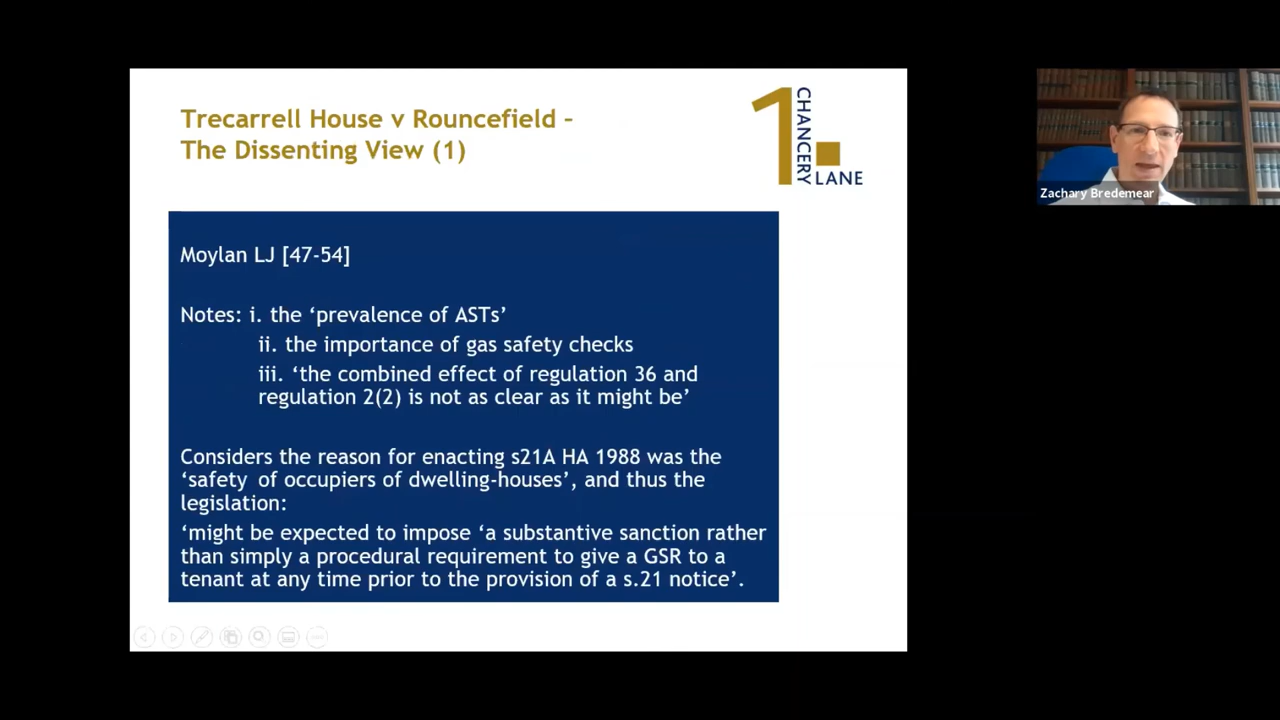 Trecarrell House v Rouncefield –
The Dissenting View (1)
1 CHANCERY LANE
Moylan LJ [47-54]
Notes: i. the ‘prevalence of ASTs’
ii. the importance of gas safety checks
iii. ‘the combined effect of regulation 36 and
regulation 2(2) is not as clear as it might be’
Considers the reason for enacting s21A HA 1988 was the
‘safety of occupiers of dwelling-houses’, and thus the
legislation:
‘might be expected to impose ‘a substantive sanction rather
than simply a procedural requirement to give a GSR to a
tenant at any time prior to the provision of a s.21 notice’.
Zachary Bredemear